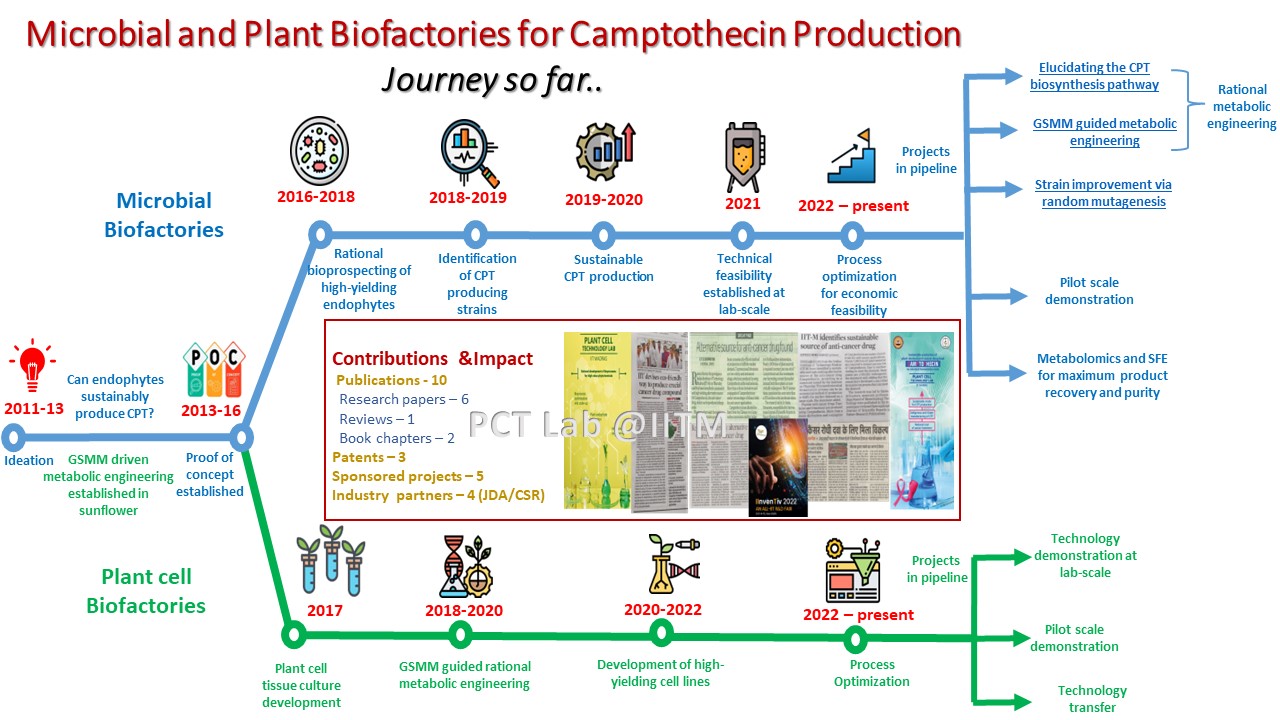 Microbial and Plant Biofactories for Camptothecin Production
Journey so far..
Microbial
Biofactories
2016-2018
2018-2019
2019-2020
2021
2022 – present
Projects
in pipeline
Rational
bioprospecting of
high-yielding
endophytes
Identification
of CPT
producing
strains
Sustainable
CPT production
Technical
feasibility
established at
lab-scale
Process
optimization
for economic
feasibility
Elucidating the CPT
biosynthesis pathway
GSMM guided metabolic
engineering
Rational
metabolic
engineering
Strain improvement via
random mutagenesis
Pilot scale
demonstration
Metabolomics and SFE
for maximum product
recovery and purity
2011-13
Can endophytes
sustainably
produce CPT?
POC
2013-16
Ideation
GSMM driven
metabolic engineering
established in
sunflower
Proof of
concept
established
Contributions &Impact
Publications - 10
Research papers – 6
Reviews – 1
Book chapters – 2
Patents – 3
Sponsored projects – 5
Industry partners – 4 (JDA/CSR)
PCT Lab @IITM
PLANT CELL
TECHNOLOGY LAB
Alternative source for anti-cancer drug found
IIT-M identifies sustainable
source of anti-cancer drug
IInvenTiv 2022
Plant cell
Biofactories
2017
2018-2020
2020-2022
2022 – present
Projects
in pipeline
Plant cell
tissue culture
development
GSMM guided rational
metabolic engineering
Development of high-
yielding cell lines
Process
Optimization
Technology
demonstration at
lab-scale
Pilot scale
demonstration
Technology
transfer